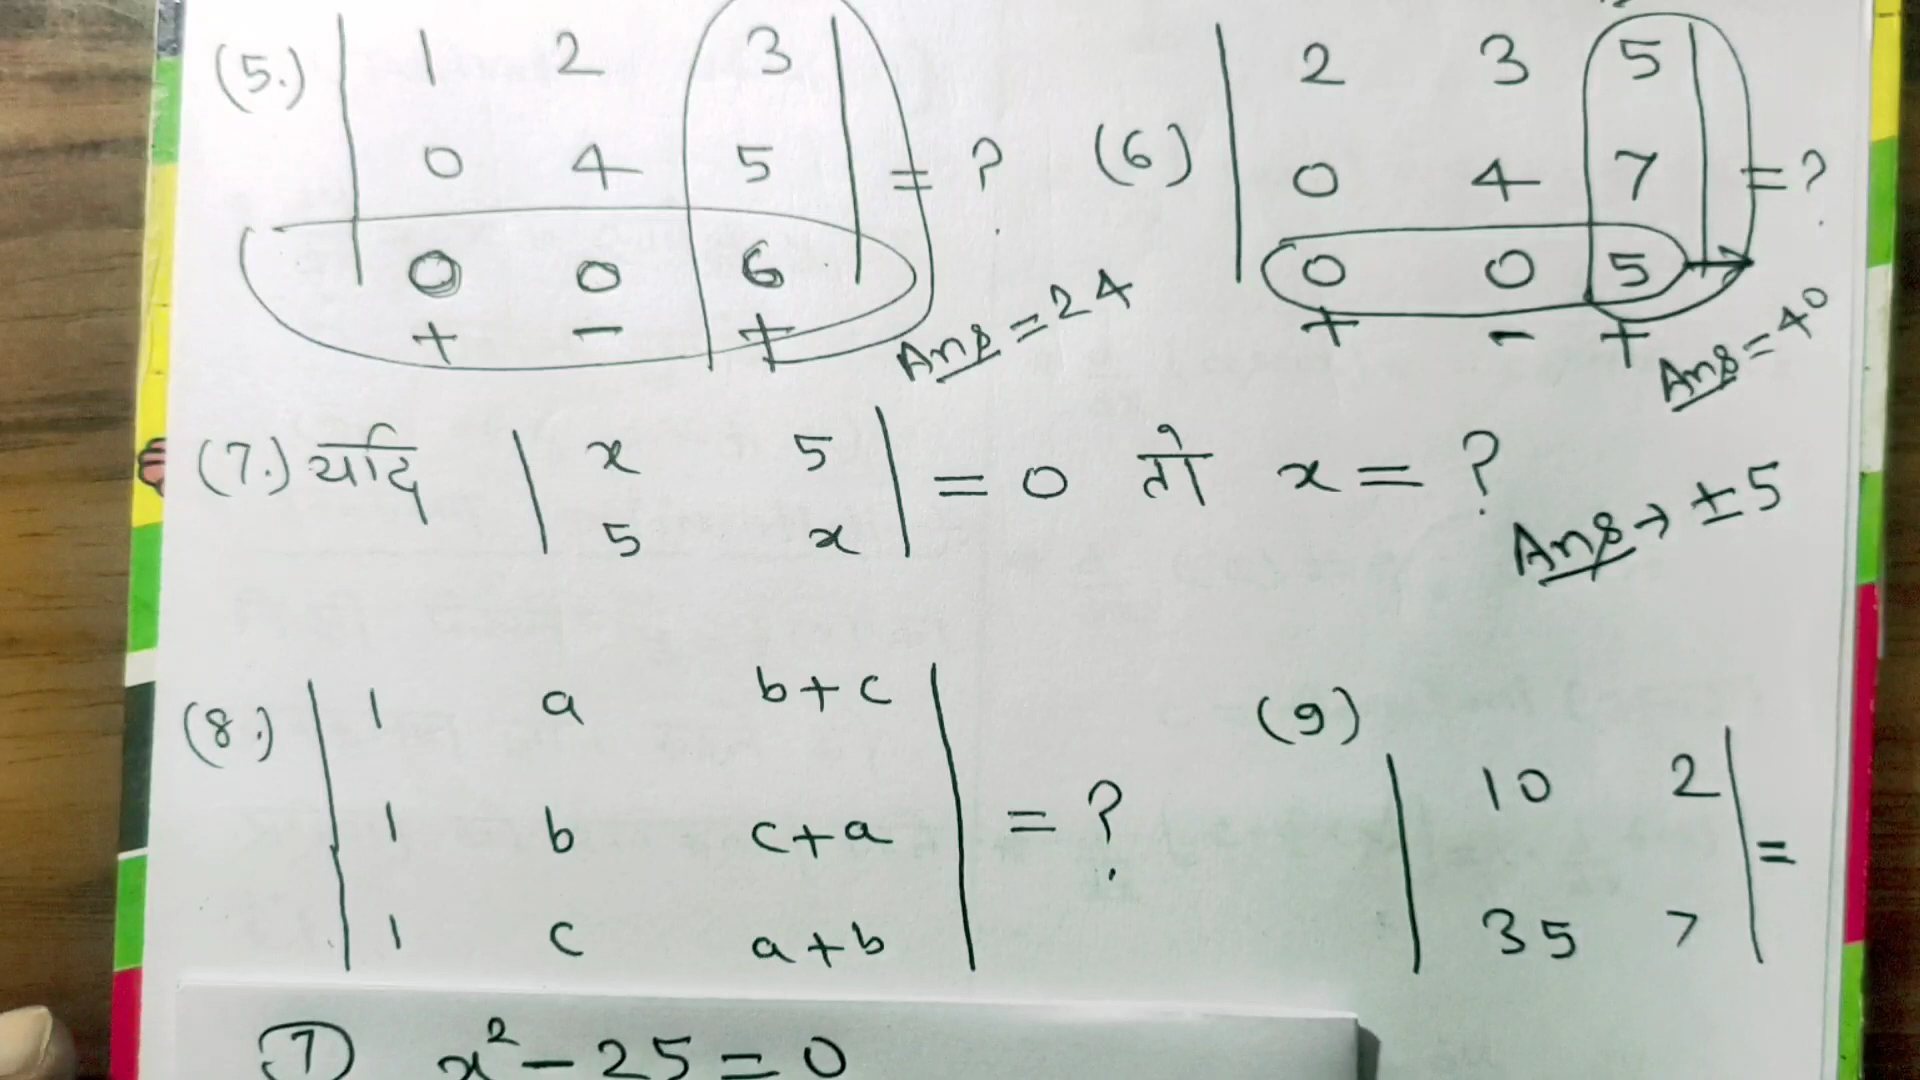 (5.) | 1 2 3 |
| 0 4 5 | = ?
| 0 0 6 |
+ - +
Ans = 24
(6) | 2 3 5 |
| 0 4 7 | = ?
| 0 0 5 |
+ - +
Ans = 40
(7.) यदि | x 5 | = 0 तो x = ?
| 5 x |
Ans → ±5
(8.) | 1 a b+c |
| 1 b c+a | = ?
| 1 c a+b |
(9)
| 10 2 | =
| 35 7 |
(7) x² - 25 = 0